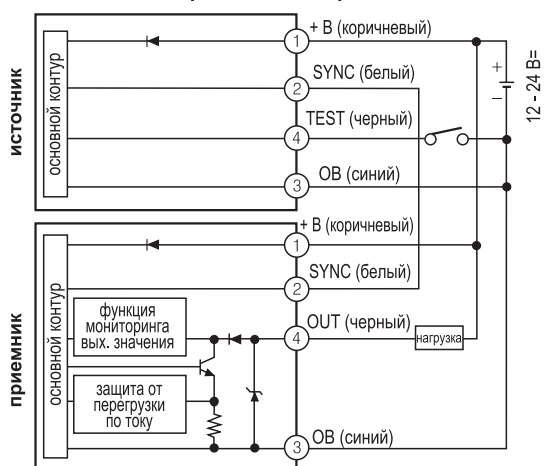 источник
основной контур
1
+ В (коричневый)
2
SYNC (белый)
4
TEST (черный)
3
ОВ (синий)
+
−
12 - 24 В=
приемник
основной контур
1
+ В (коричневый)
2
SYNC (белый)
функция
мониторинга
вых. значения
4
OUT (черный)
нагрузка
защита от
перегрузки
по току
3
ОВ (синий)